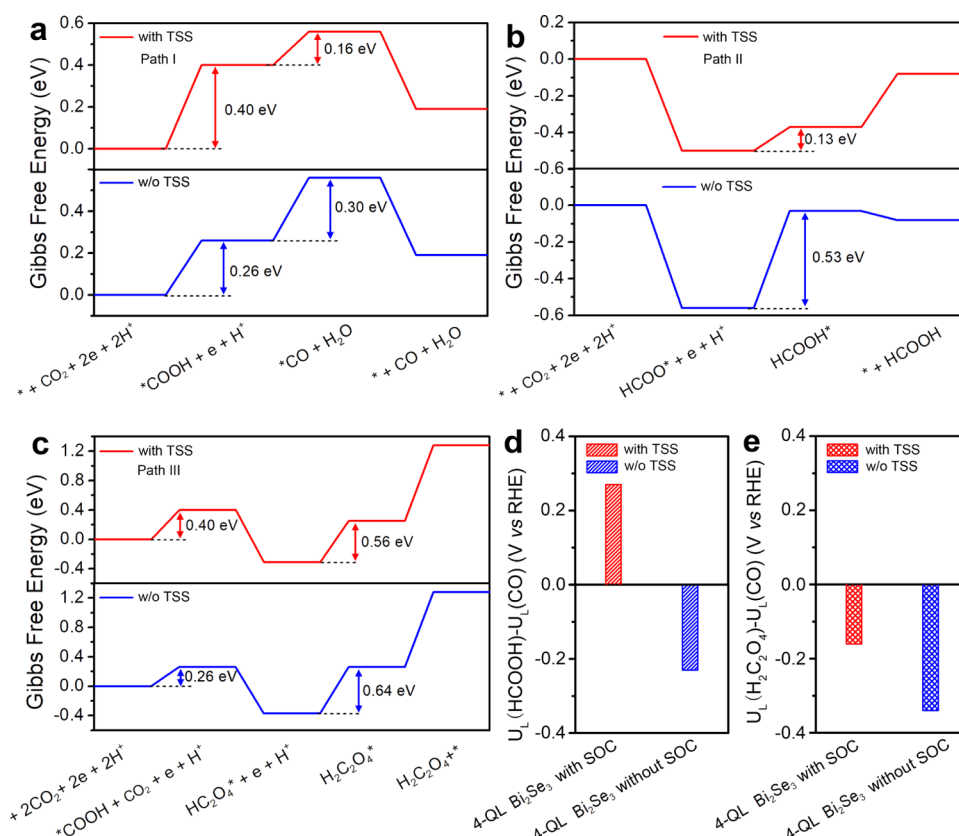 a
b
with TSS
Path I
0.16 eV
0.40 eV
0.6
0.4
0.2
0.0
w/o TSS
0.30 eV
0.26 eV
0.4
0.2
0.0
Gibbs Free Energy (eV)
* + CO₂ + 2e + 2H⁺
*COOH + e + H⁺
*CO + H₂O
* + CO + H₂O
with TSS
Path II
0.13 eV
0.0
-0.2
-0.4
-0.6
w/o TSS
0.53 eV
0.0
-0.2
-0.4
-0.6
Gibbs Free Energy (eV)
* + CO₂ + 2e + 2H⁺
HCOO* + e + H⁺
HCOOH*
* + HCOOH
c
with TSS
Path III
0.40 eV
0.56 eV
1.2
0.8
0.4
0.0
-0.4
w/o TSS
0.26 eV
0.64 eV
1.2
0.8
0.4
0.0
-0.4
Gibbs Free Energy (eV)
+ 2CO₂ + 2e + 2H⁺
*COOH + CO₂ + e + H⁺
HC₂O₄* + e + H⁺
H₂C₂O₄*
H₂C₂O₄+*
d
with TSS
w/o TSS
0.4
0.2
0.0
-0.2
-0.4
U_L (HCOOH)-U_L(CO) (V vs RHE)
4-QL Bi₂Se₃ with SOC
4-QL Bi₂Se₃ without SOC
e
with TSS
w/o TSS
0.4
0.2
0.0
-0.2
-0.4
U_L (H₂C₂O₄)-U_L(CO) (V vs RHE)
4-QL Bi₂Se₃ with SOC
4-QL Bi₂Se₃ without SOC